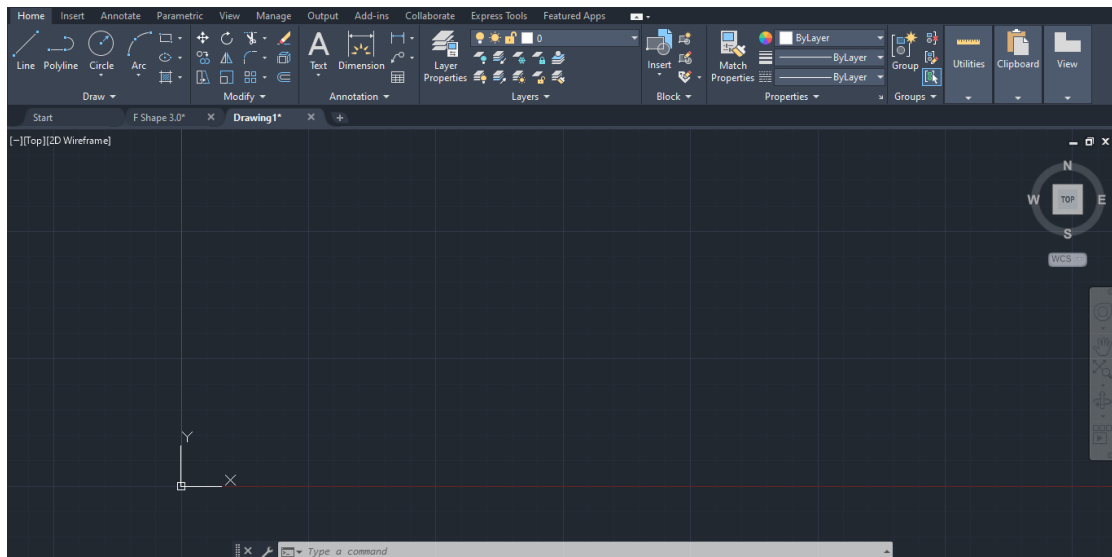 Home Insert Annotate Parametric View Manage Output Add-ins Collaborate Express Tools Featured Apps
Line Polyline Circle Arc Text Dimension Layer Properties 0 Insert Match Properties ByLayer ByLayer ByLayer Group Utilities Clipboard View
Draw Modify Annotation Layers Block Properties Groups
Start F Shape 3.0* Drawing1*
[−][Top][2D Wireframe]
N
W TOP E
S
WCS
Y
X
Type a command